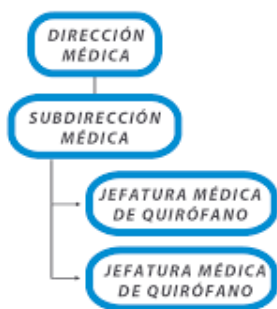 DIRECCIÓN
MÉDICA
SUBDIRECCIÓN
MÉDICA
JEFATURA MÉDICA
DE QUIRÓFANO
JEFATURA MÉDICA
DE QUIRÓFANO